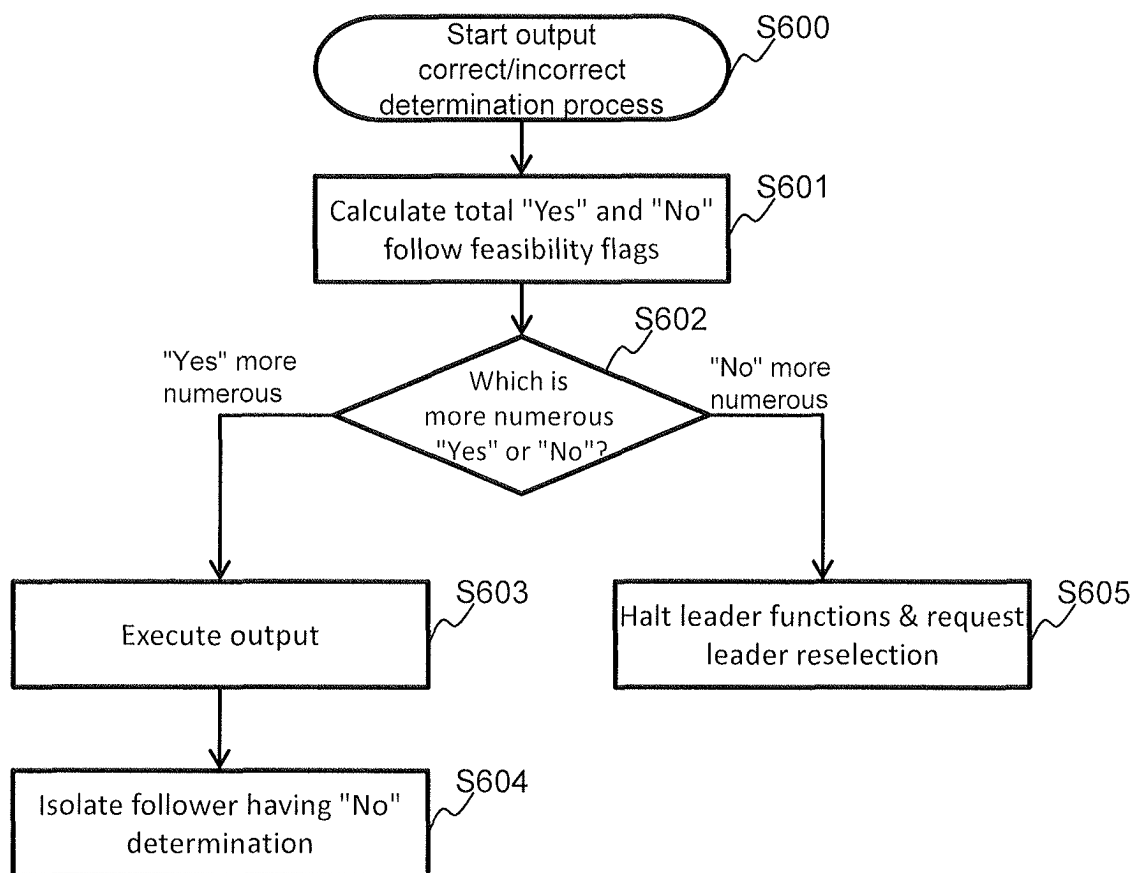 Start output
correct/incorrect
determination process
S600
Calculate total "Yes" and "No"
follow feasibility flags
S601
S602
"Yes" more
numerous
Which is
more numerous
"Yes" or "No"?
"No" more
numerous
Execute output
S603
Halt leader functions & request
leader reselection
S605
Isolate follower having "No"
determination
S604